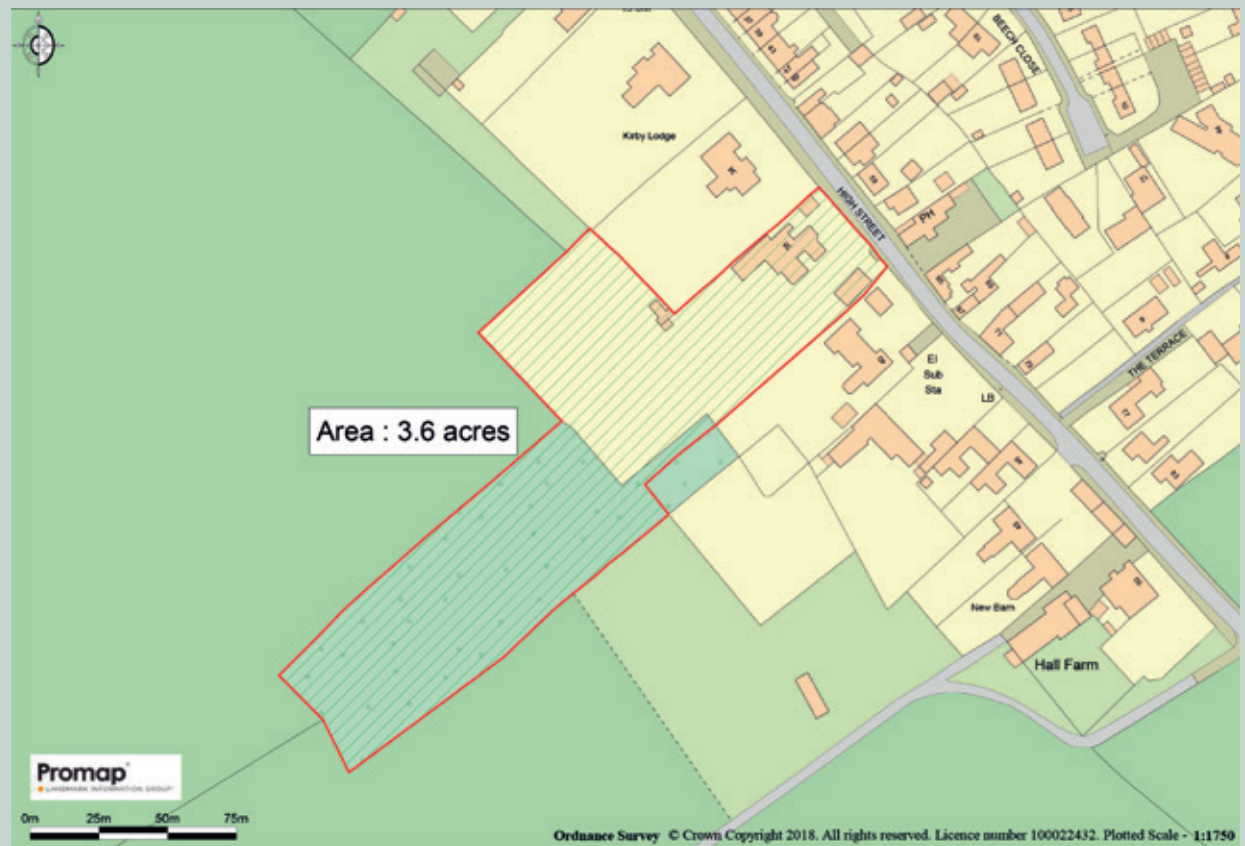 BEECH CLOSE
Kirby Lodge
HIGH STREET
PH
El
Sub
Sta
LB
THE TERRACE
Area : 3.6 acres
New Barn
Hall Farm
Promap
LANDMARK INFORMATION GROUP
0m 25m 50m 75m
Ordnance Survey © Crown Copyright 2018. All rights reserved. Licence number 100022432. Plotted Scale - 1:1750